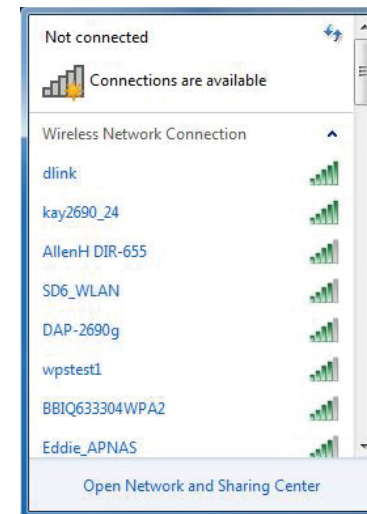 Not connected
Connections are available
Wireless Network Connection
dlink
kay2690_24
AllenH DIR-655
SD6_WLAN
DAP-2690g
wpstest1
BBIQ633304WPA2
Eddie_APNAS
Open Network and Sharing Center